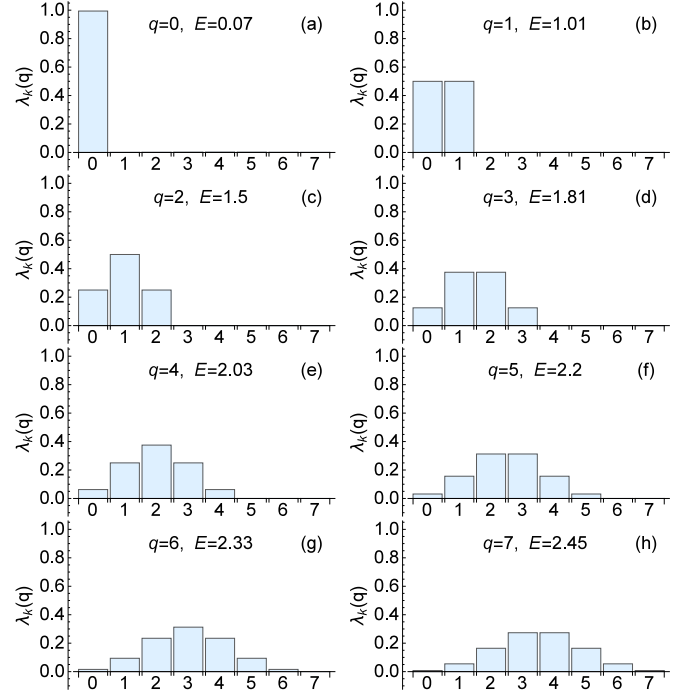 1.0
0.8
0.6
0.4
0.2
0.0
λk(q)
q=0, E=0.07 (a)
0 1 2 3 4 5 6 7
1.0
0.8
0.6
0.4
0.2
0.0
λk(q)
q=1, E=1.01 (b)
0 1 2 3 4 5 6 7
1.0
0.8
0.6
0.4
0.2
0.0
λk(q)
q=2, E=1.5 (c)
0 1 2 3 4 5 6 7
1.0
0.8
0.6
0.4
0.2
0.0
λk(q)
q=3, E=1.81 (d)
0 1 2 3 4 5 6 7
1.0
0.8
0.6
0.4
0.2
0.0
λk(q)
q=4, E=2.03 (e)
0 1 2 3 4 5 6 7
1.0
0.8
0.6
0.4
0.2
0.0
λk(q)
q=5, E=2.2 (f)
0 1 2 3 4 5 6 7
1.0
0.8
0.6
0.4
0.2
0.0
λk(q)
q=6, E=2.33 (g)
0 1 2 3 4 5 6 7
1.0
0.8
0.6
0.4
0.2
0.0
λk(q)
q=7, E=2.45 (h)
0 1 2 3 4 5 6 7